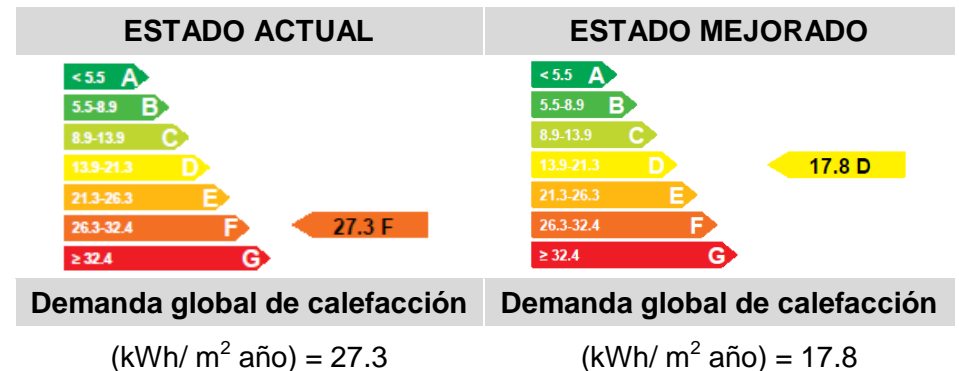 ESTADO ACTUAL
< 5.5 A
5.5-8.9 B
8.9-13.9 C
13.9-21.3 D
21.3-26.3 E
26.3-32.4 F
≥ 32.4 G
27.3 F
Demanda global de calefacción
(kWh/ m² año) = 27.3
ESTADO MEJORADO
< 5.5 A
5.5-8.9 B
8.9-13.9 C
13.9-21.3 D
21.3-26.3 E
26.3-32.4 F
≥ 32.4 G
17.8 D
Demanda global de calefacción
(kWh/ m² año) = 17.8